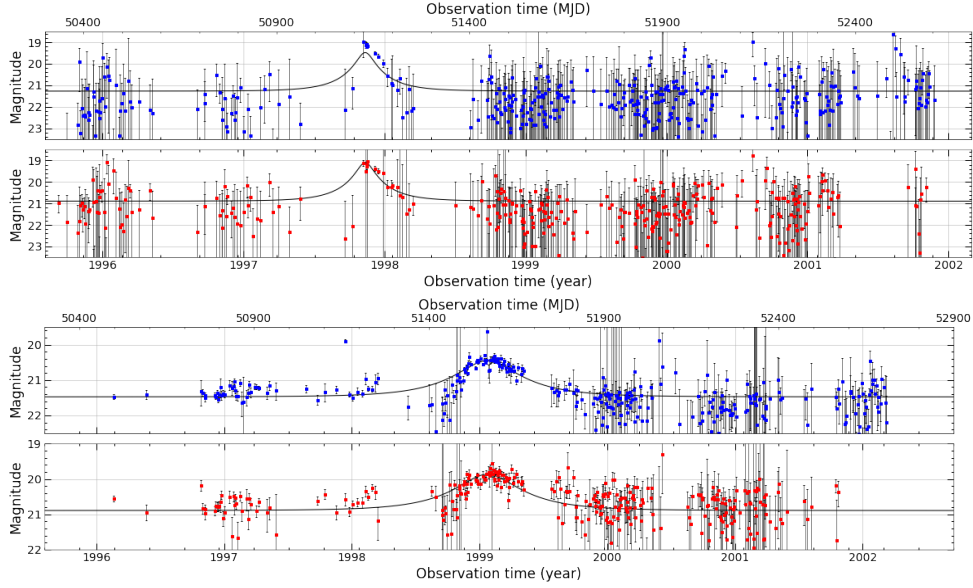 Observation time (MJD)
50400 50900 51400 51900 52400
Magnitude
19
20
21
22
23
Magnitude
19
20
21
22
23
1996 1997 1998 1999 2000 2001 2002
Observation time (year)
Observation time (MJD)
50400 50900 51400 51900 52400 52900
Magnitude
20
21
22
Magnitude
19
20
21
22
1996 1997 1998 1999 2000 2001 2002
Observation time (year)